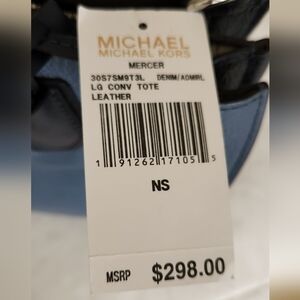 MICHAEL
MICHAEL KORS
MERCER
30S7SM9T3L DENIM/ADMRL
LG CONV TOTE
LEATHER
1 91262 17105 5
NS
MSRP $298.00